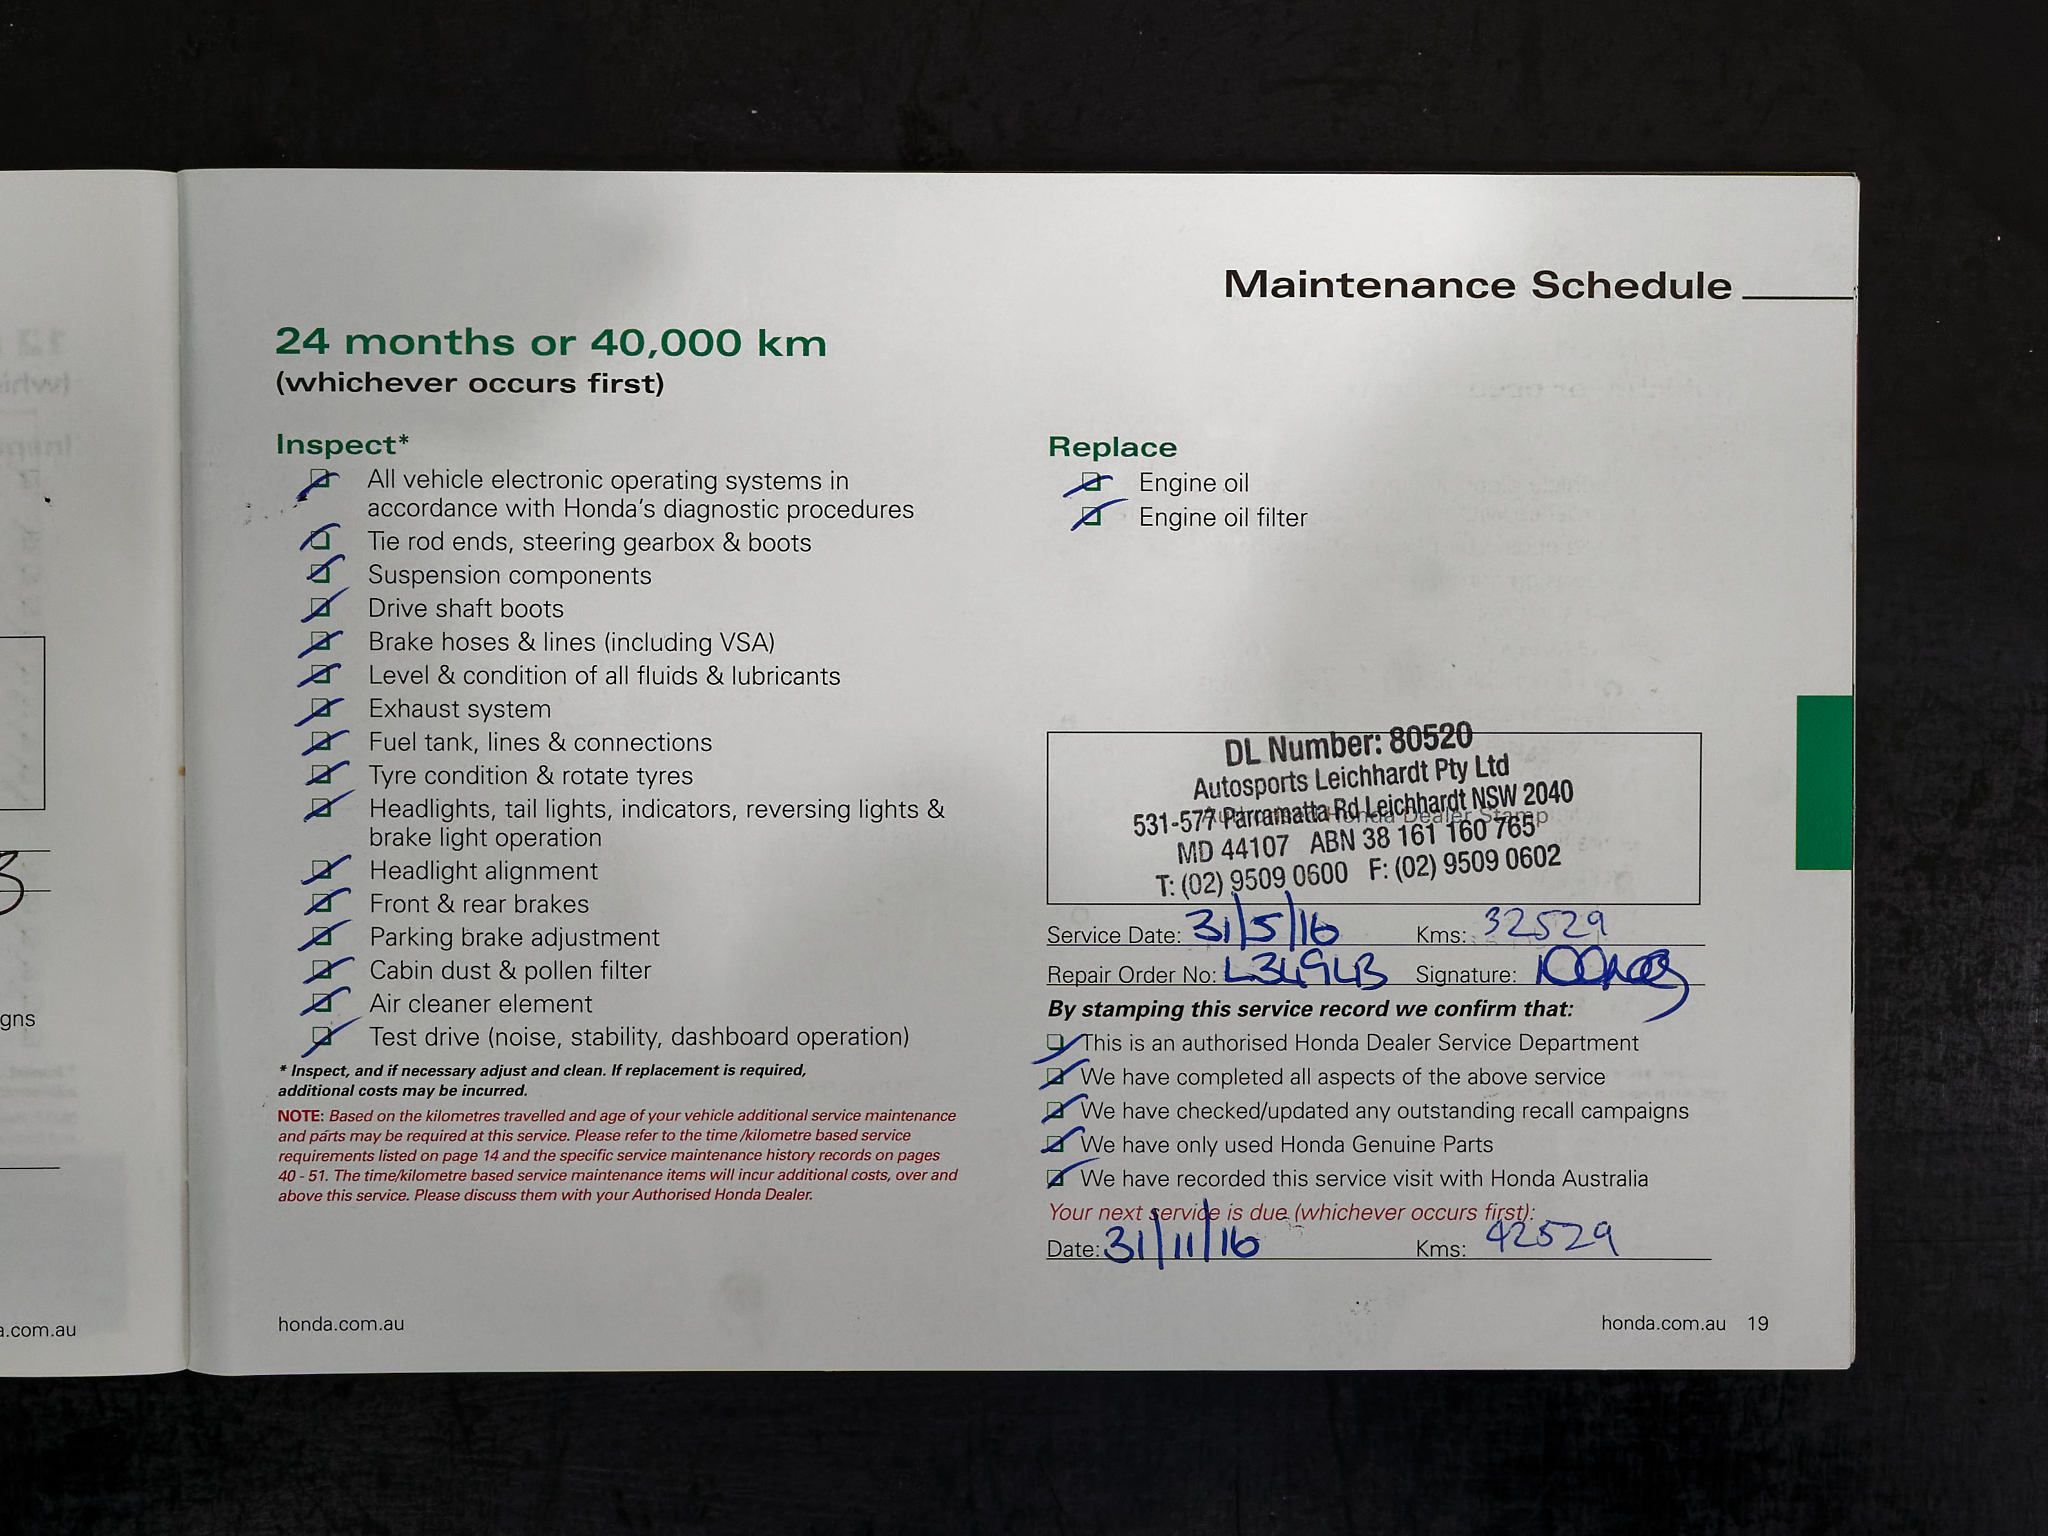 Maintenance Schedule
24 months or 40,000 km
(whichever occurs first)
Inspect*
All vehicle electronic operating systems in
accordance with Honda's diagnostic procedures
Tie rod ends, steering gearbox & boots
Suspension components
Drive shaft boots
Brake hoses & lines (including VSA)
Level & condition of all fluids & lubricants
Exhaust system
Fuel tank, lines & connections
Tyre condition & rotate tyres
Headlights, tail lights, indicators, reversing lights &
brake light operation
Headlight alignment
Front & rear brakes
Parking brake adjustment
Cabin dust & pollen filter
Air cleaner element
Test drive (noise, stability, dashboard operation)
* Inspect, and if necessary adjust and clean. If replacement is required,
additional costs may be incurred.
NOTE: Based on the kilometres travelled and age of your vehicle additional service maintenance
and parts may be required at this service. Please refer to the time /kilometre based service
requirements listed on page 14 and the specific service maintenance history records on pages
40 - 51. The time/kilometre based service maintenance items will incur additional costs, over and
above this service. Please discuss them with your Authorised Honda Dealer.
Replace
Engine oil
Engine oil filter
DL Number: 80520
Autosports Leichhardt Pty Ltd
531-577 Parramatta Rd Leichhardt NSW 2040
Authorised Honda Dealer Stamp
MD 44107 ABN 38 161 160 765
T: (02) 9509 0600 F: (02) 9509 0602
Service Date: 31/5/16 Kms: 32529
Repair Order No: Signature:
By stamping this service record we confirm that:
This is an authorised Honda Dealer Service Department
We have completed all aspects of the above service
We have checked/updated any outstanding recall campaigns
We have only used Honda Genuine Parts
We have recorded this service visit with Honda Australia
Your next service is due (whichever occurs first):
Date: 31/11/16 Kms: 42529
gns
a.com.au
honda.com.au
honda.com.au 19